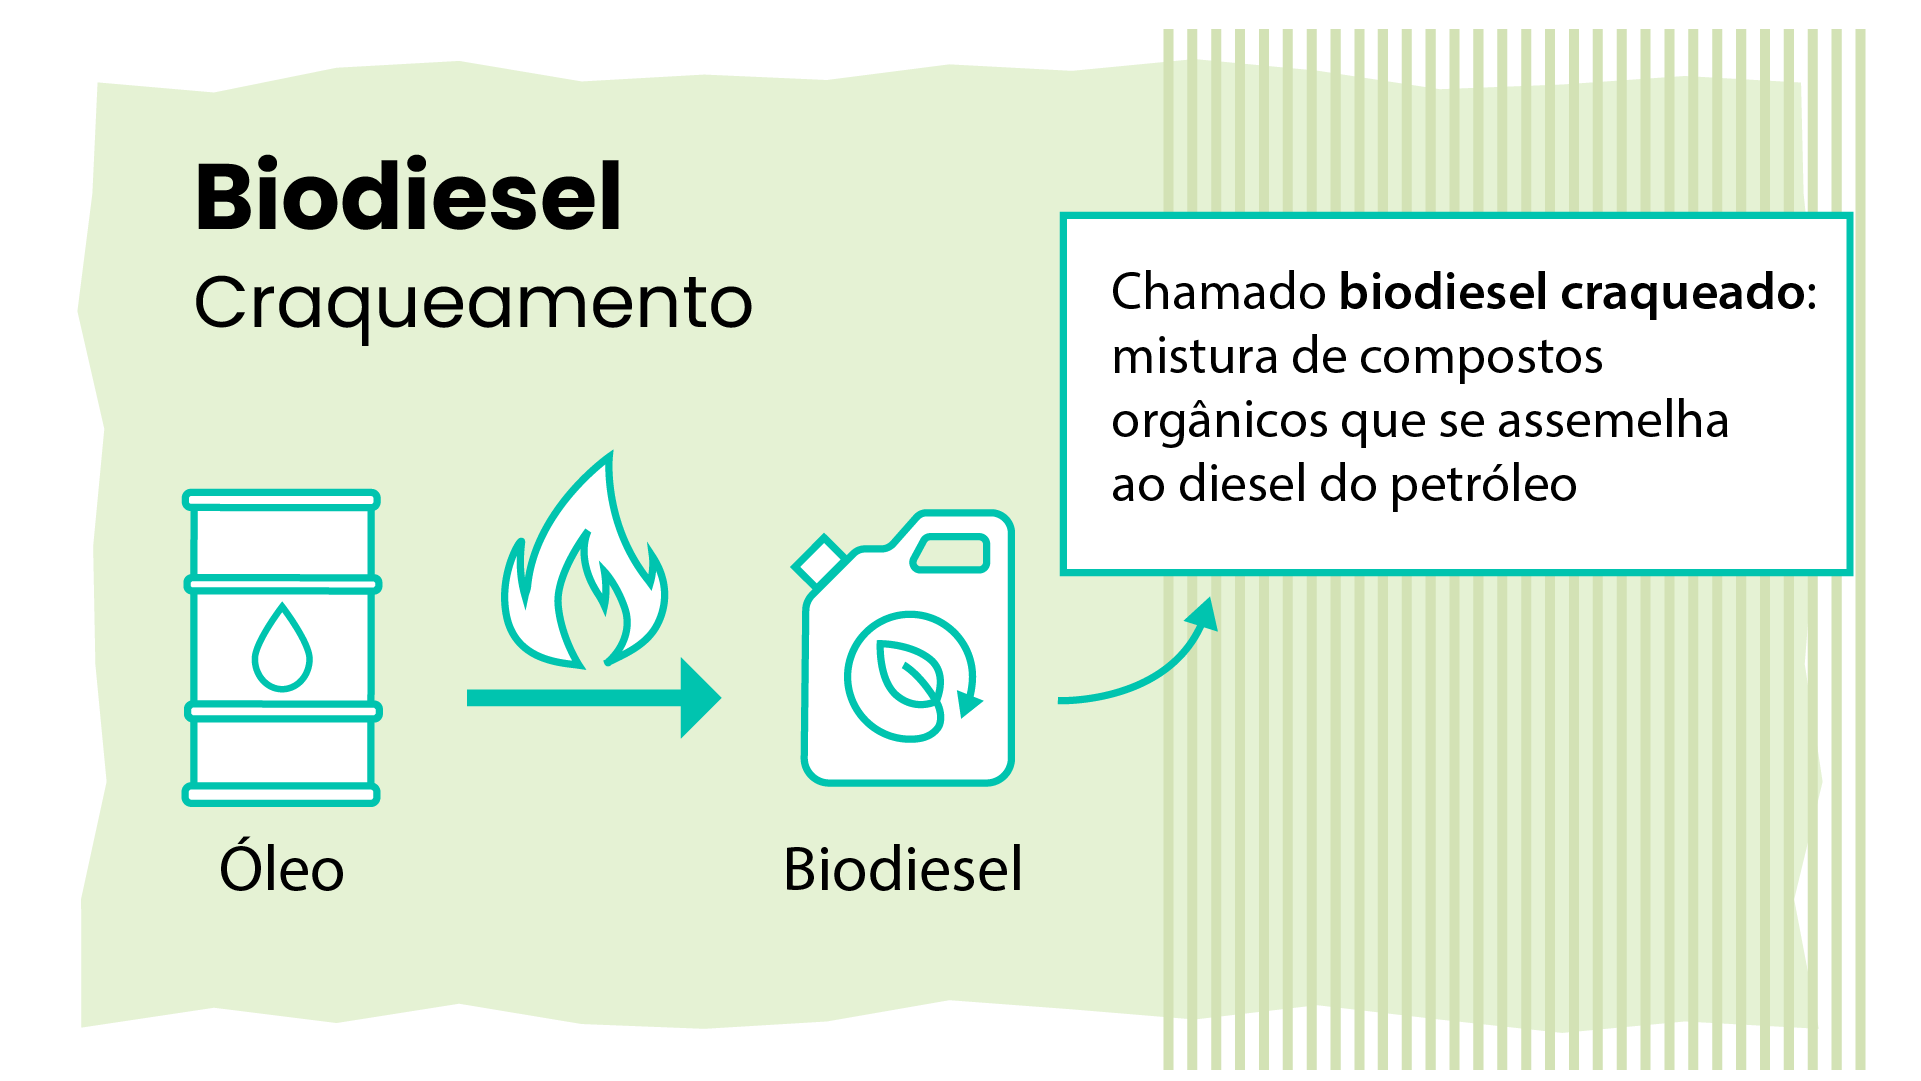 Biodiesel
Craqueamento
Chamado biodiesel craqueado:
mistura de compostos
orgânicos que se assemelha
ao diesel do petróleo
Óleo
Biodiesel